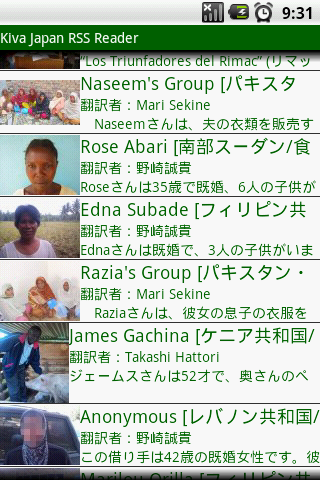 9:31
Kiva Japan RSS Reader
"Los Triunfadores del Rimac" (リマッ
Naseem's Group [パキスタ
翻訳者：Mari Sekine
Naseemさんは、夫の衣類を販売す
Rose Abari [南部スーダン/食
翻訳者：野崎誠貴
Roseさんは35歳で既婚、6人の子供が
Edna Subade [フィリピン共
翻訳者：野崎誠貴
Ednaさんは既婚で、3人の子供がいま
Razia's Group [パキスタン・
翻訳者：Mari Sekine
Raziaさんは、彼女の息子の衣服を
James Gachina [ケニア共和国/
翻訳者：Takashi Hattori
ジェームスさんは52才で、奥さんのペ
Anonymous [レバノン共和国/
翻訳者：野崎誠貴
この借り手は42歳の既婚女性です。彼